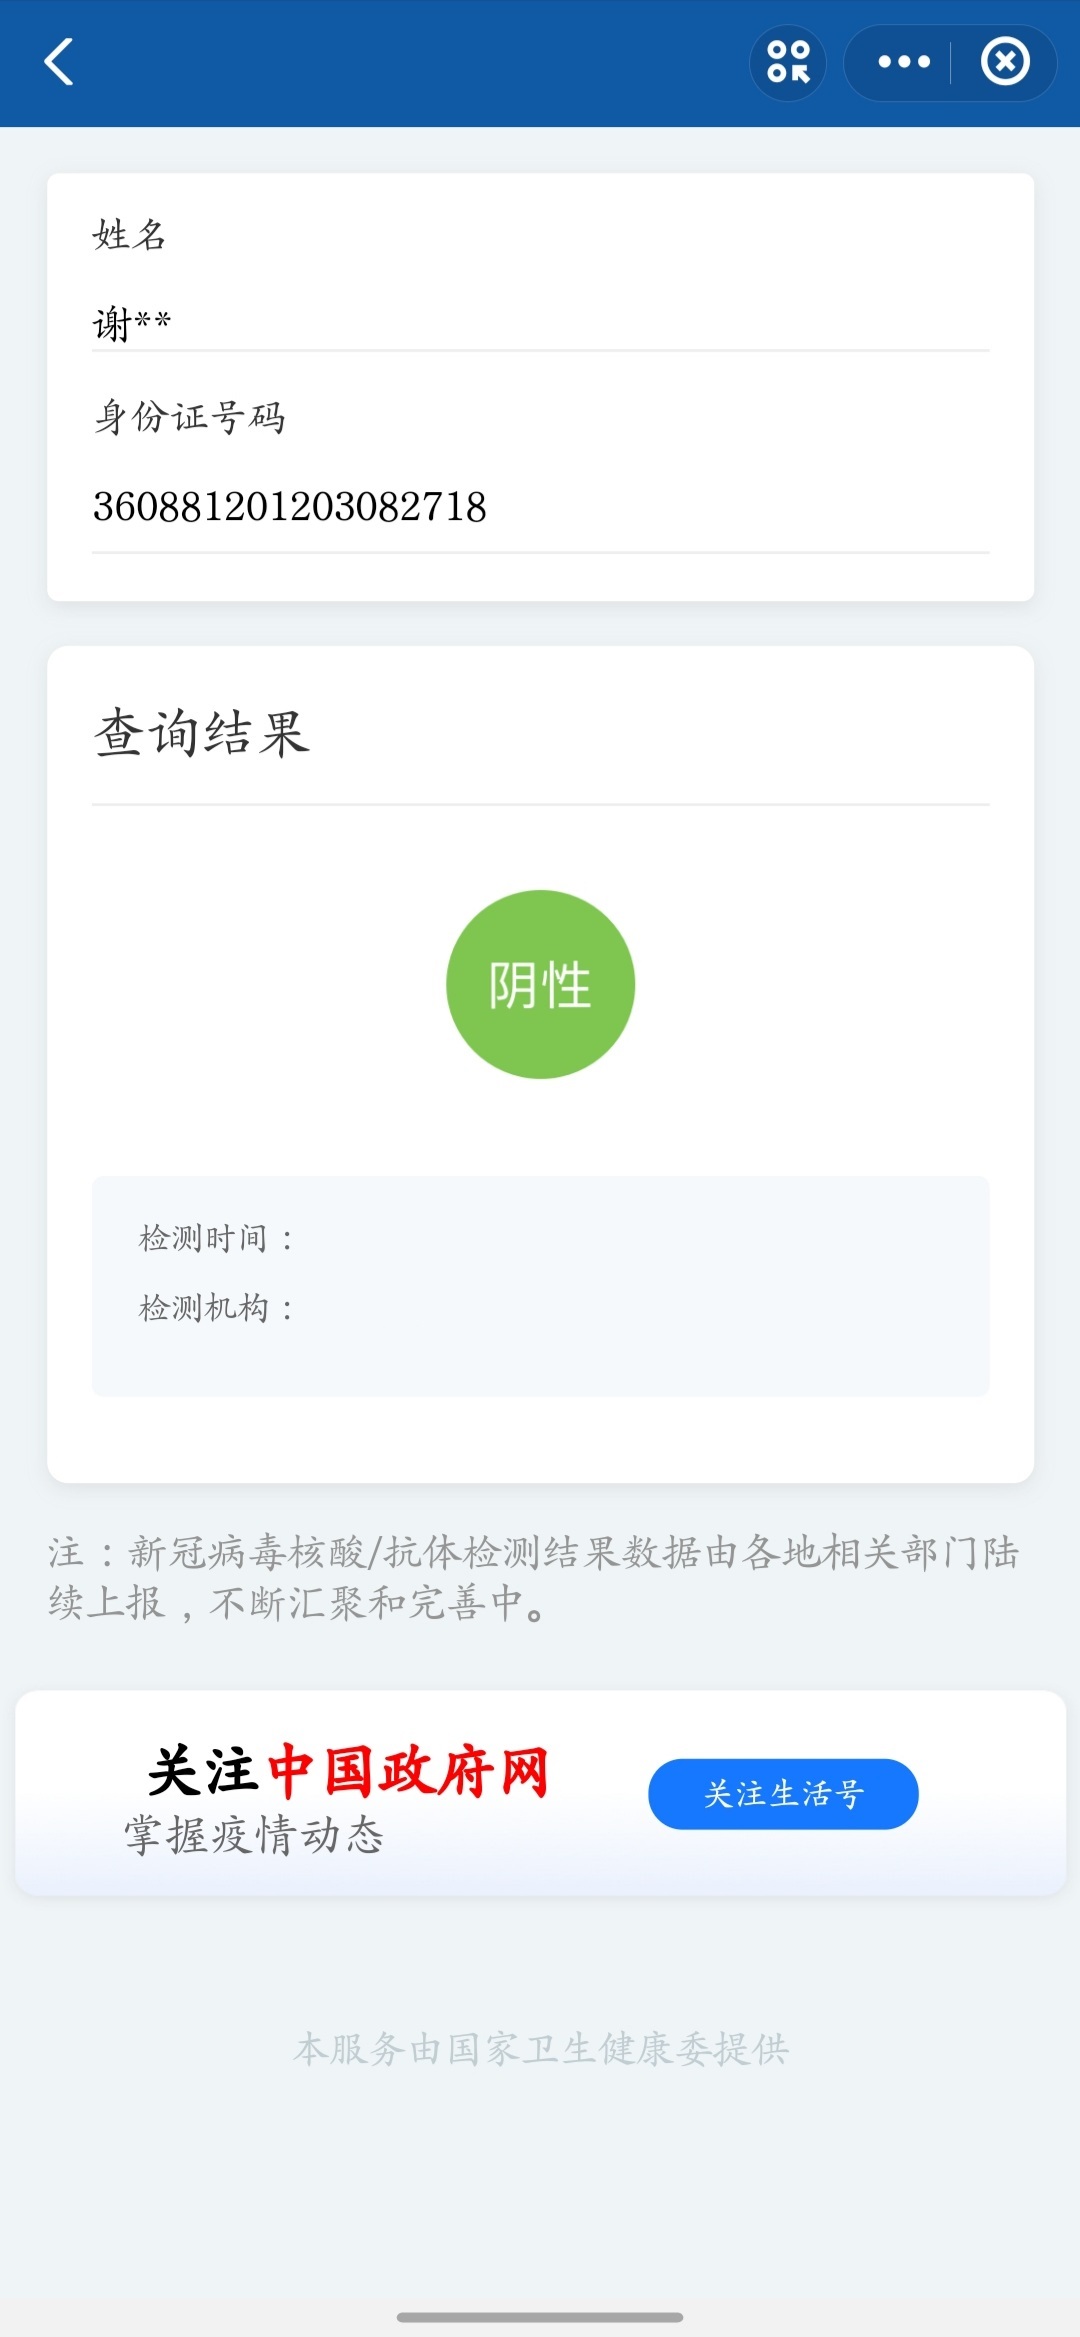 姓名
谢**
身份证号码
360881201203082718
查询结果
阴性
检测时间：
检测机构：
注：新冠病毒核酸/抗体检测结果数据由各地相关部门陆
续上报，不断汇聚和完善中。
关注中国政府网
掌握疫情动态
关注生活号
本服务由国家卫生健康委提供